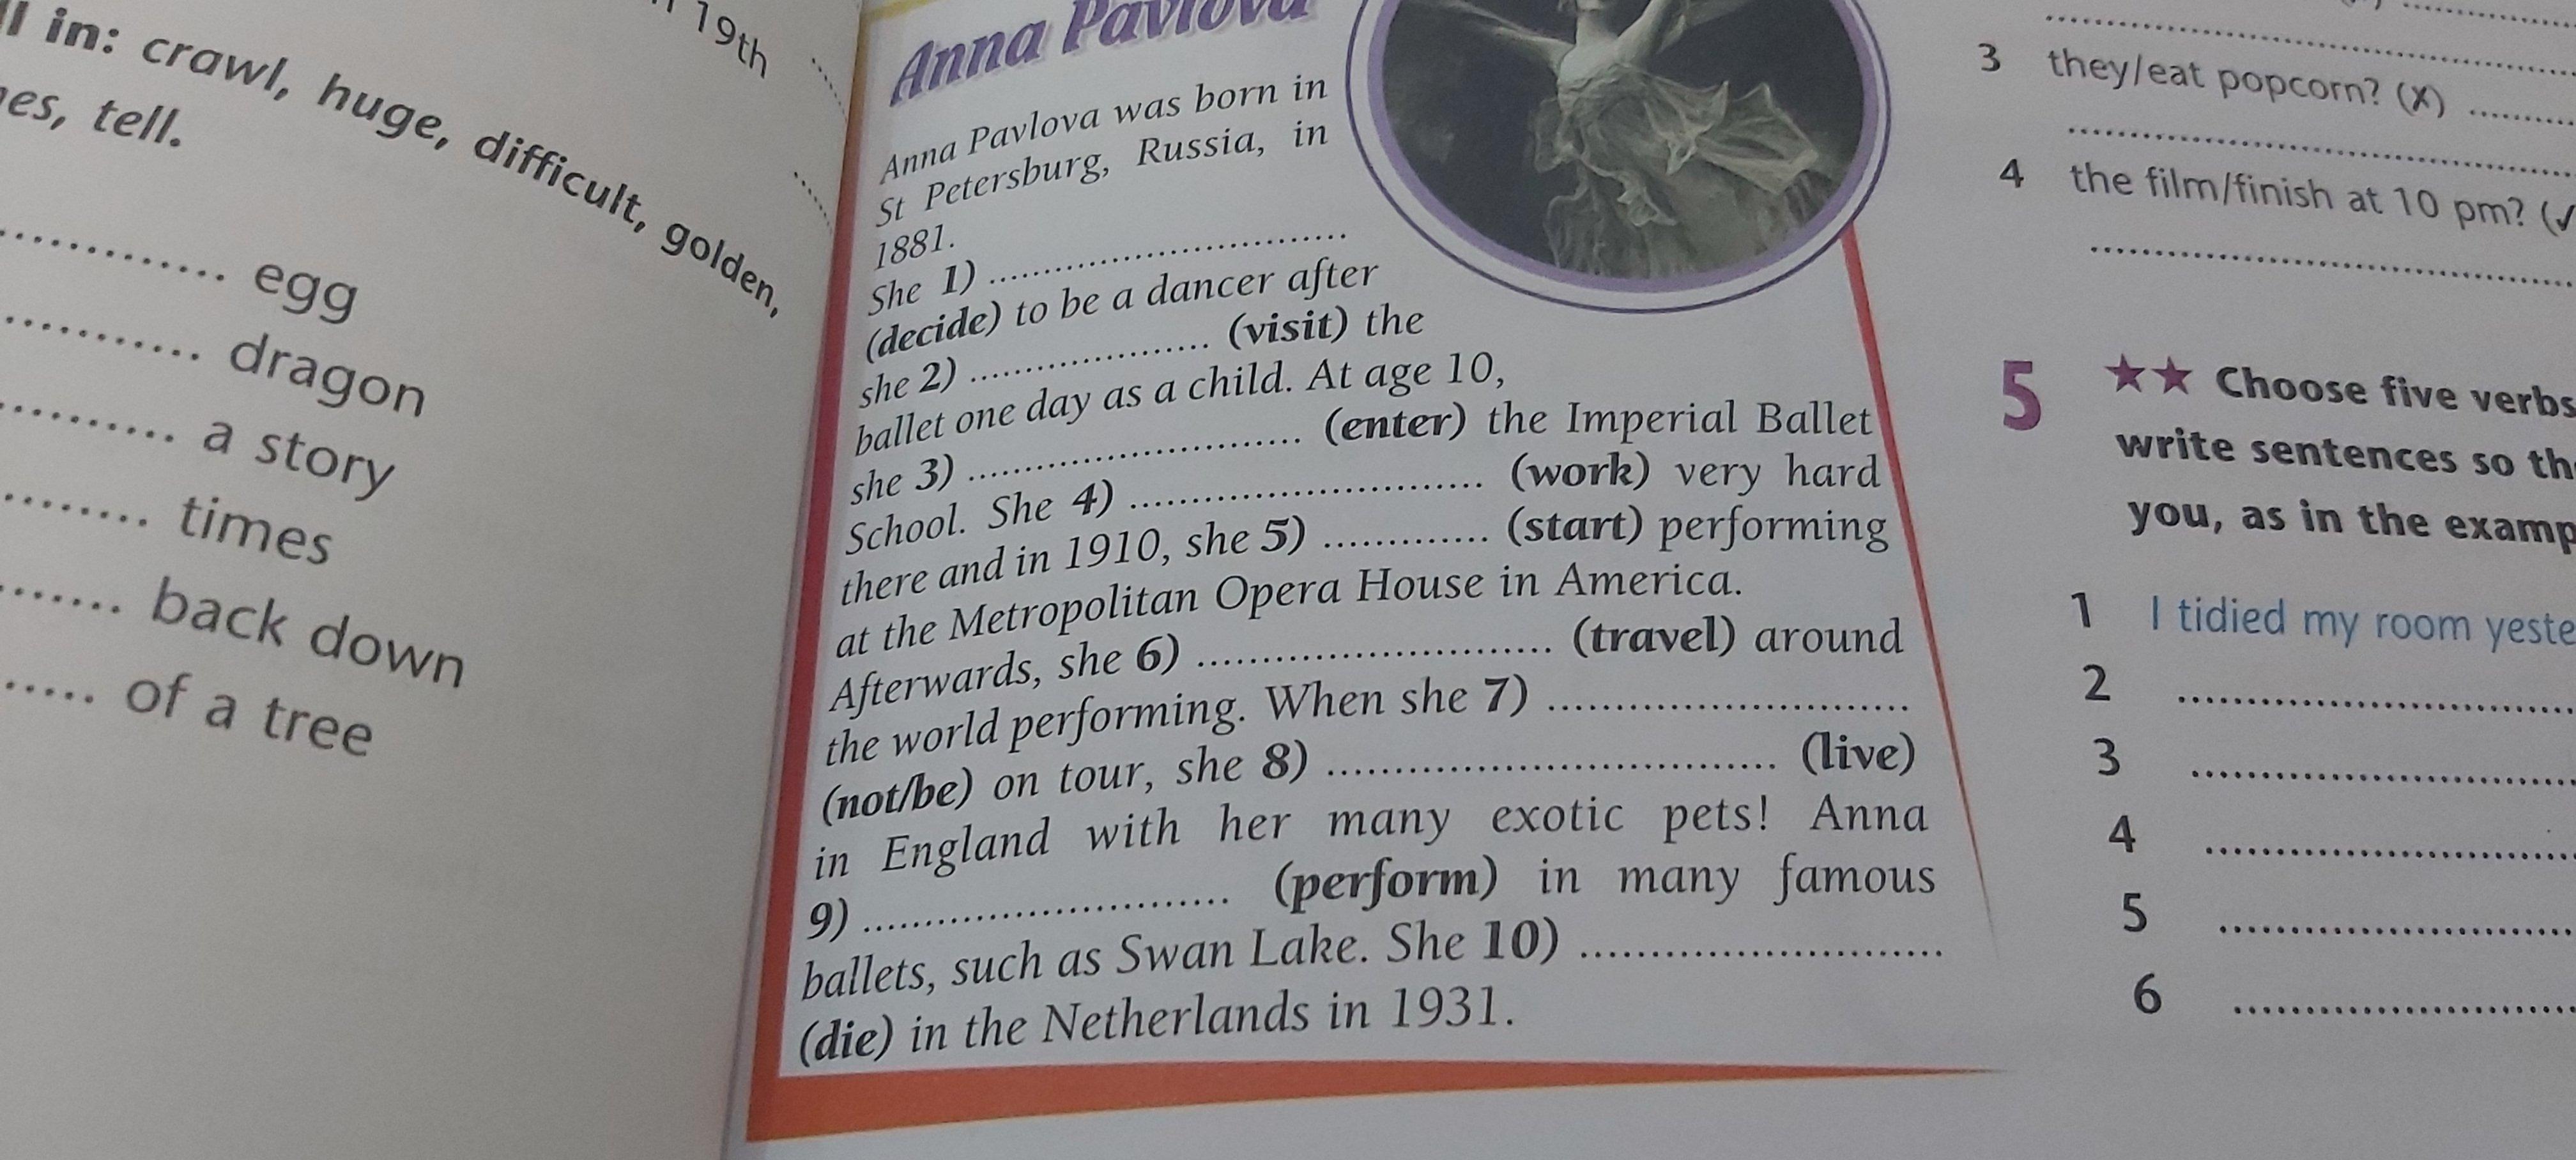 in: crawl, huge, difficult, golden,
tell.
............ egg
........... dragon
.......... a story
........ times
....... back down
..... of a tree
19th
Anna Pavlova
Anna Pavlova was born in
St Petersburg, Russia, in
1881.
She 1) ..............................
(decide) to be a dancer after
she 2) .................... (visit) the
ballet one day as a child. At age 10,
she 3) ............................ (enter) the Imperial Ballet
School. She 4) .............................. (work) very hard
there and in 1910, she 5) ............. (start) performing
at the Metropolitan Opera House in America.
Afterwards, she 6) ............................ (travel) around
the world performing. When she 7) ............................
(not/be) on tour, she 8) ................................... (live)
in England with her many exotic pets! Anna
9) ............................. (perform) in many famous
ballets, such as Swan Lake. She 10) ............................
(die) in the Netherlands in 1931.
3 they/eat popcorn? (✗) .........
4 the film/finish at 10 pm? (✓
5 ★★ Choose five verbs
write sentences so
you, as in the
1 I tidied my room
2 ..............................
3 ..............................
4 ..............................
5 ............................
6 ...........................